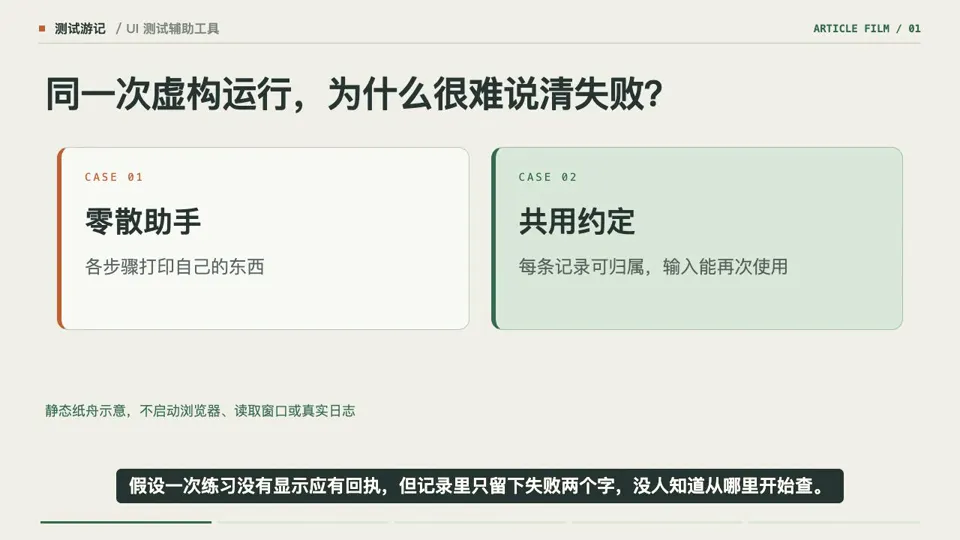 测试游记 / UI 测试辅助工具
ARTICLE FILM / 01
同一次虚构运行，为什么很难说清失败？
CASE 01
零散助手
各步骤打印自己的东西
CASE 02
共用约定
每条记录可归属，输入能再次使用
静态纸舟示意，不启动浏览器、读取窗口或真实日志
假设一次练习没有显示应有回执，但记录里只留下失败两个字，没人知道从哪里开始查。